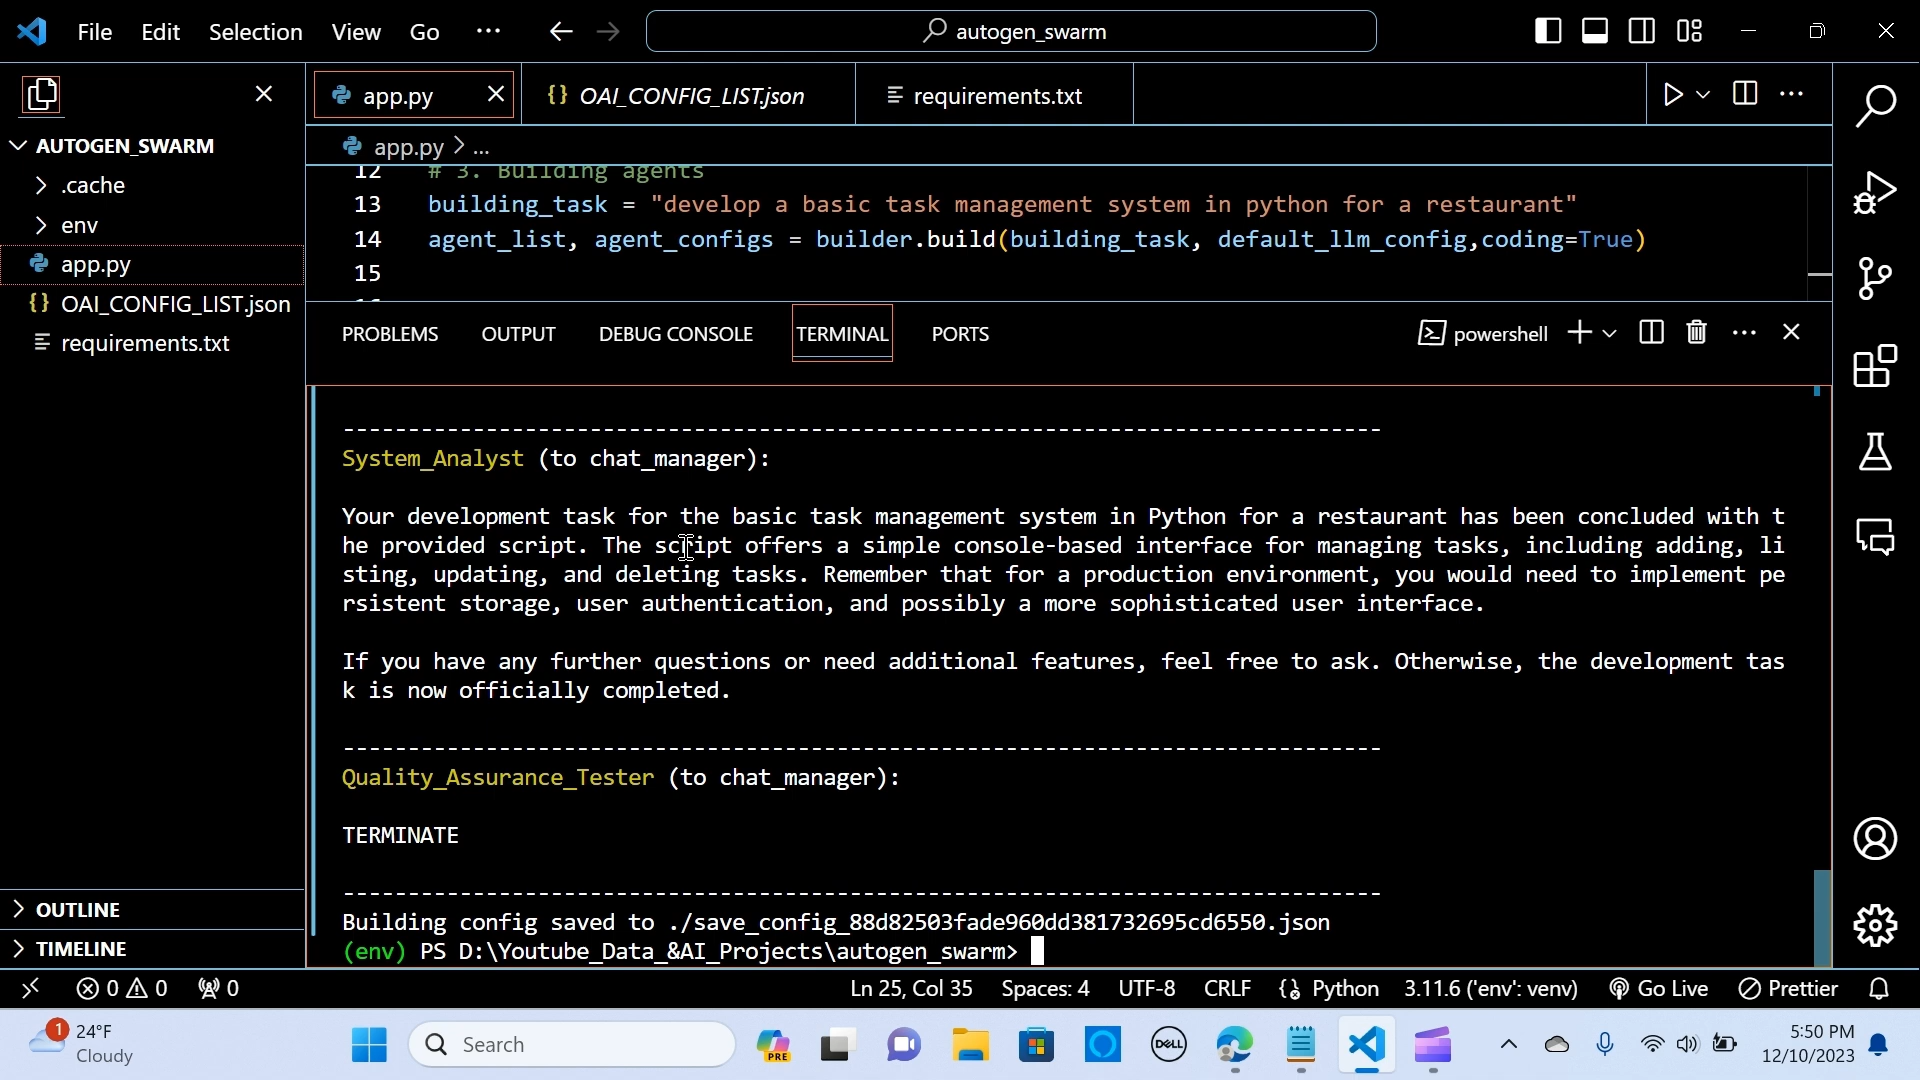 File Edit Selection View Go ··· autogen_swarm
app.py
{} OAI_CONFIG_LIST.json
requirements.txt
AUTOGEN_SWARM
.cache
env
app.py
{} OAI_CONFIG_LIST.json
requirements.txt
OUTLINE
TIMELINE
app.py > ...
12 # 3. Building agents
13 building_task = "develop a basic task management system in python for a restaurant"
14 agent_list, agent_configs = builder.build(building_task, default_llm_config,coding=True)
15
PROBLEMS OUTPUT DEBUG CONSOLE TERMINAL PORTS powershell
--------------------------------------------------------------------------------
System_Analyst (to chat_manager):
Your development task for the basic task management system in Python for a restaurant has been concluded with t
he provided script. The script offers a simple console-based interface for managing tasks, including adding, li
sting, updating, and deleting tasks. Remember that for a production environment, you would need to implement pe
rsistent storage, user authentication, and possibly a more sophisticated user interface.
If you have any further questions or need additional features, feel free to ask. Otherwise, the development tas
k is now officially completed.
--------------------------------------------------------------------------------
Quality_Assurance_Tester (to chat_manager):
TERMINATE
--------------------------------------------------------------------------------
Building config saved to ./save_config_88d82503fade960dd381732695cd6550.json
(env) PS D:\Youtube_Data_&AI_Projects\autogen_swarm>
0 0 0 Ln 25, Col 35 Spaces: 4 UTF-8 CRLF Python 3.11.6 ('env': venv) Go Live Prettier
1 24°F
Cloudy
Search
PRE
DELL
5:50 PM
12/10/2023